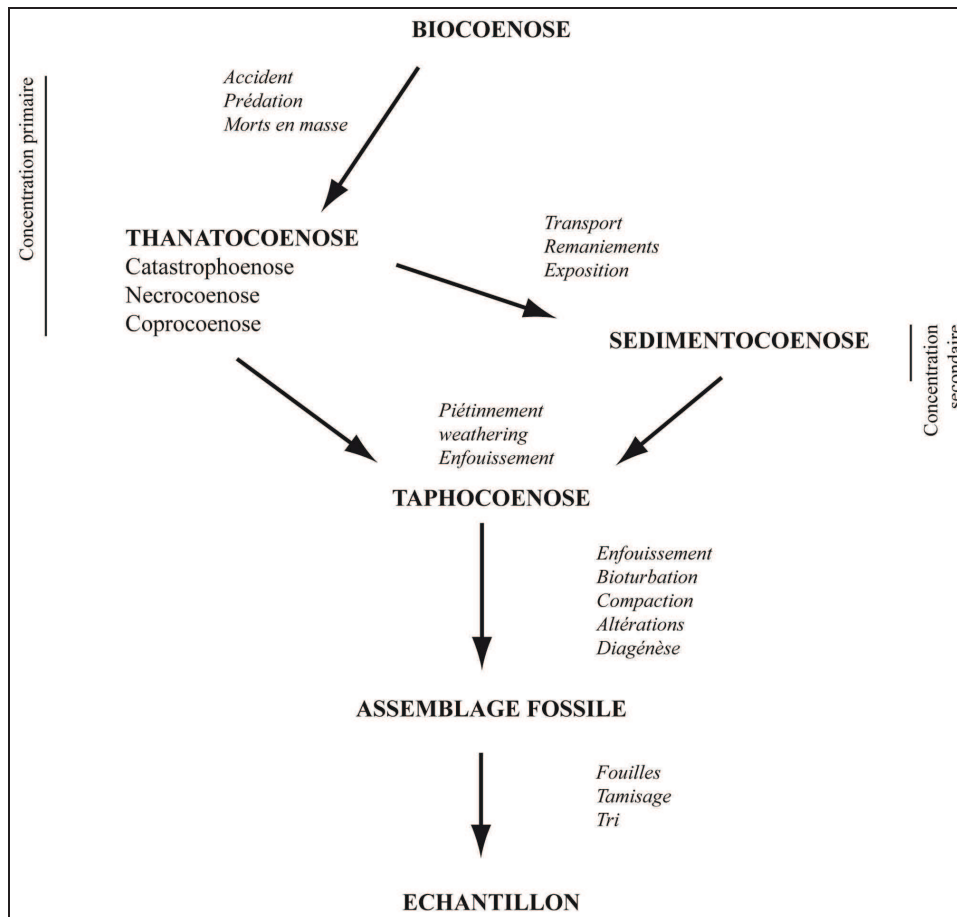 BIOCOENOSE
Concentration primaire
Accident
Prédation
Morts en masse
THANATOCOENOSE
Catastrophoenose
Necrocoenose
Coprocoenose
Transport
Remaniements
Exposition
SEDIMENTOCOENOSE
Concentration
secondaire
Piétinnement
weathering
Enfouissement
TAPHOCOENOSE
Enfouissement
Bioturbation
Compaction
Altérations
Diagénèse
ASSEMBLAGE FOSSILE
Fouilles
Tamisage
Tri
ECHANTILLON